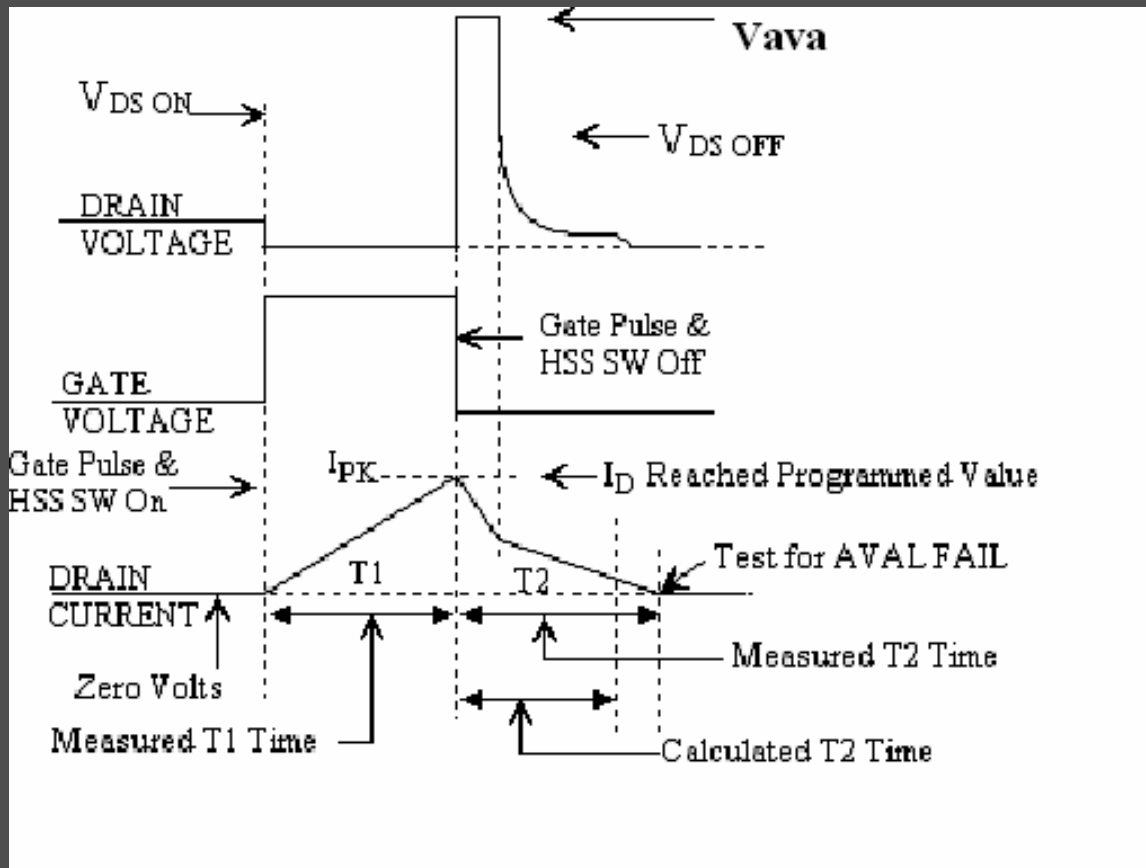 Vava
VDS ON
VDS OFF
DRAIN
VOLTAGE
Gate Pulse &
HSS SW Off
GATE
VOLTAGE
Gate Pulse &
HSS SW On
IPK
ID Reached Programmed Value
T1
T2
Test for AVAL FAIL
DRAIN
CURRENT
Measured T2 Time
Zero Volts
Measured T1 Time
Calculated T2 Time